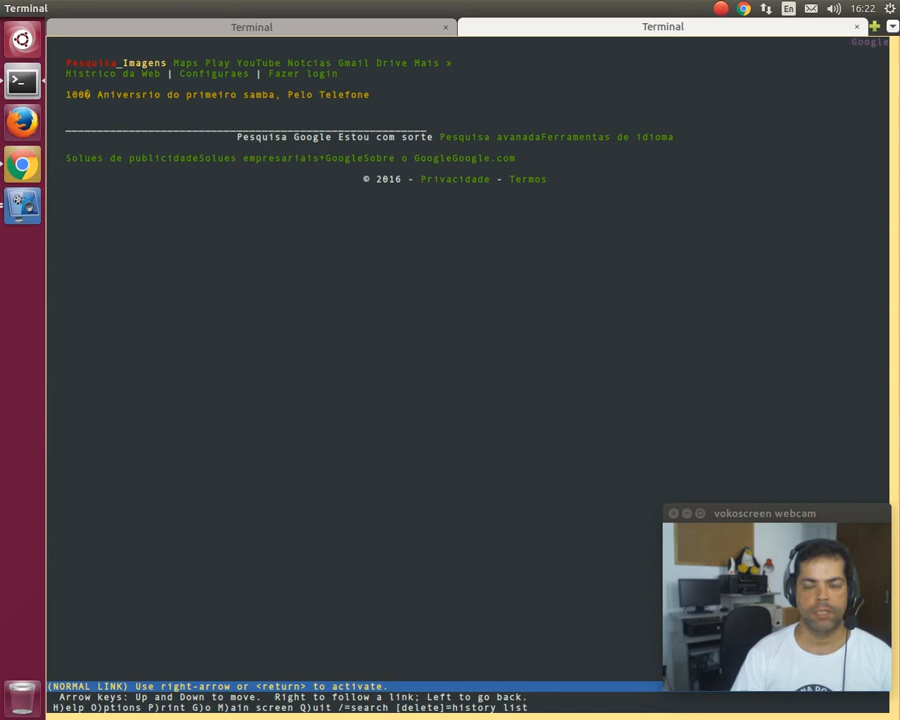 Terminal
En
16:22
Terminal × Terminal ×
Google
Pesquisa_Imagens Maps Play YouTube Notcias Gmail Drive Mais »
Histrico da Web | Configuraes | Fazer login
100� Aniversrio do primeiro samba, Pelo Telefone
Pesquisa Google Estou com sorte Pesquisa avanadaFerramentas de idioma
Solues de publicidadeSolues empresariais+GoogleSobre o GoogleGoogle.com
© 2016 - Privacidade - Termos
vokoscreen webcam
(NORMAL LINK) Use right-arrow or <return> to activate.
Arrow keys: Up and Down to move. Right to follow a link; Left to go back.
H)elp O)ptions P)rint G)o M)ain screen Q)uit /=search [delete]=history list